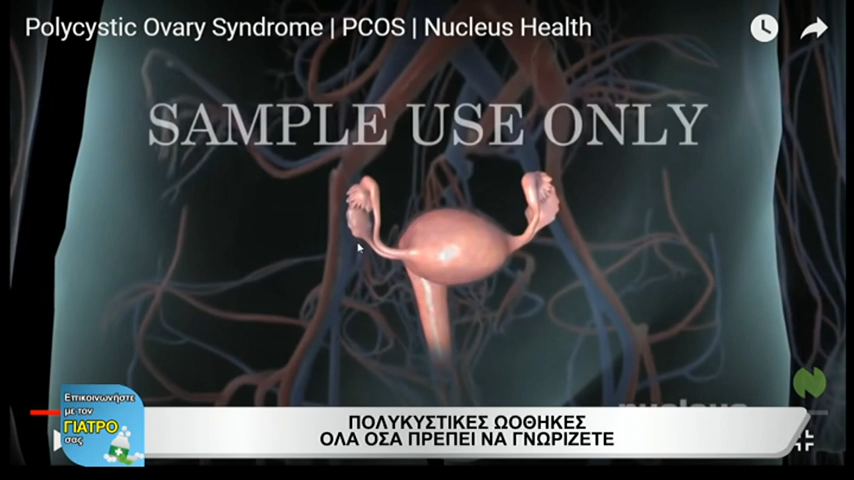 Polycystic Ovary Syndrome | PCOS | Nucleus Health
SAMPLE USE ONLY
nucleus
Επικοινωνήστε
με τον
ΓΙΑΤΡΟ
σας
ΠΟΛΥΚΥΣΤΙΚΕΣ ΩΟΘΗΚΕΣ
ΟΛΑ ΟΣΑ ΠΡΕΠΕΙ ΝΑ ΓΝΩΡΙΖΕΤΕ